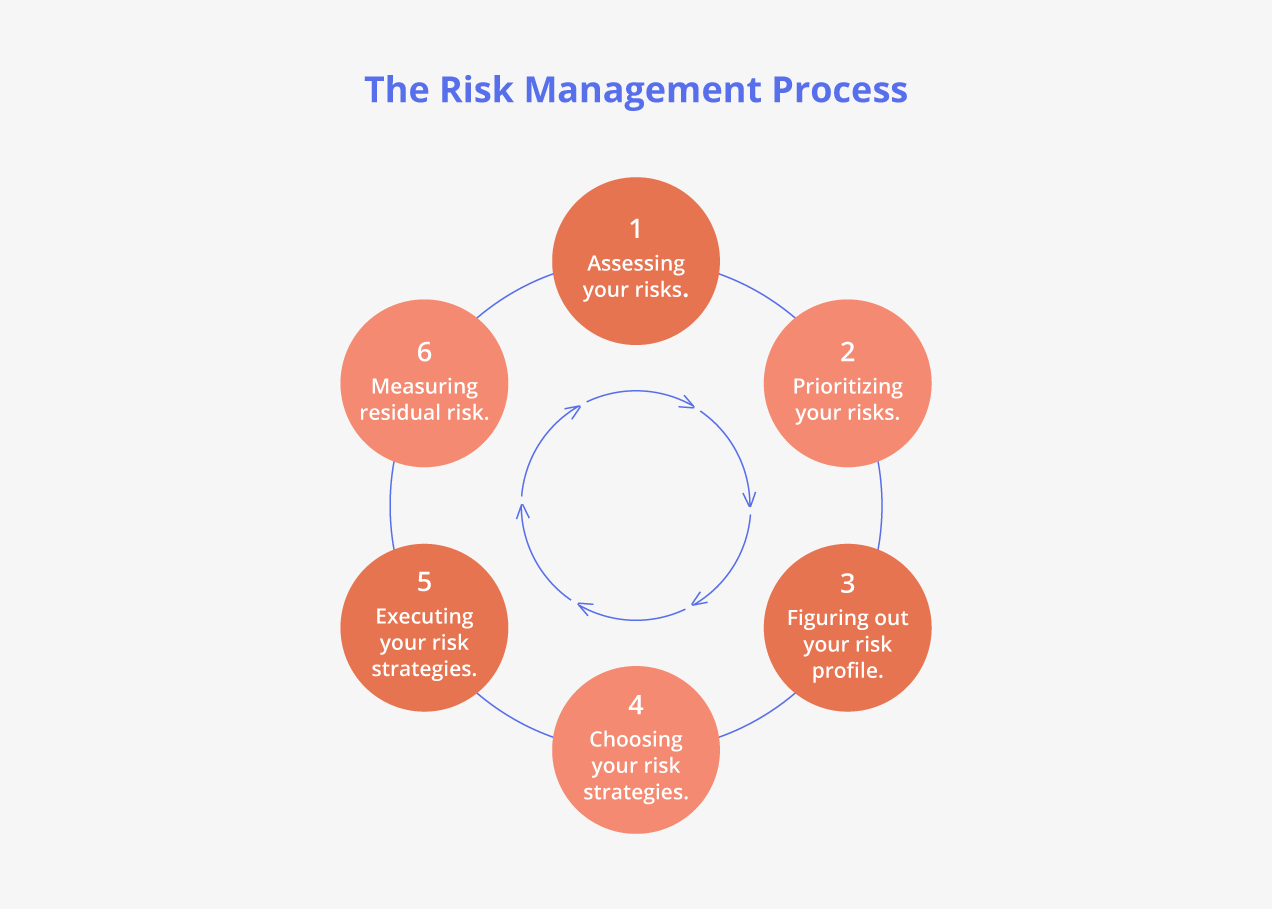 The Risk Management Process
1
Assessing
your risks.
2
Prioritizing
your risks.
3
Figuring out
your risk
profile.
4
Choosing
your risk
strategies.
5
Executing
your risk
strategies.
6
Measuring
residual risk.